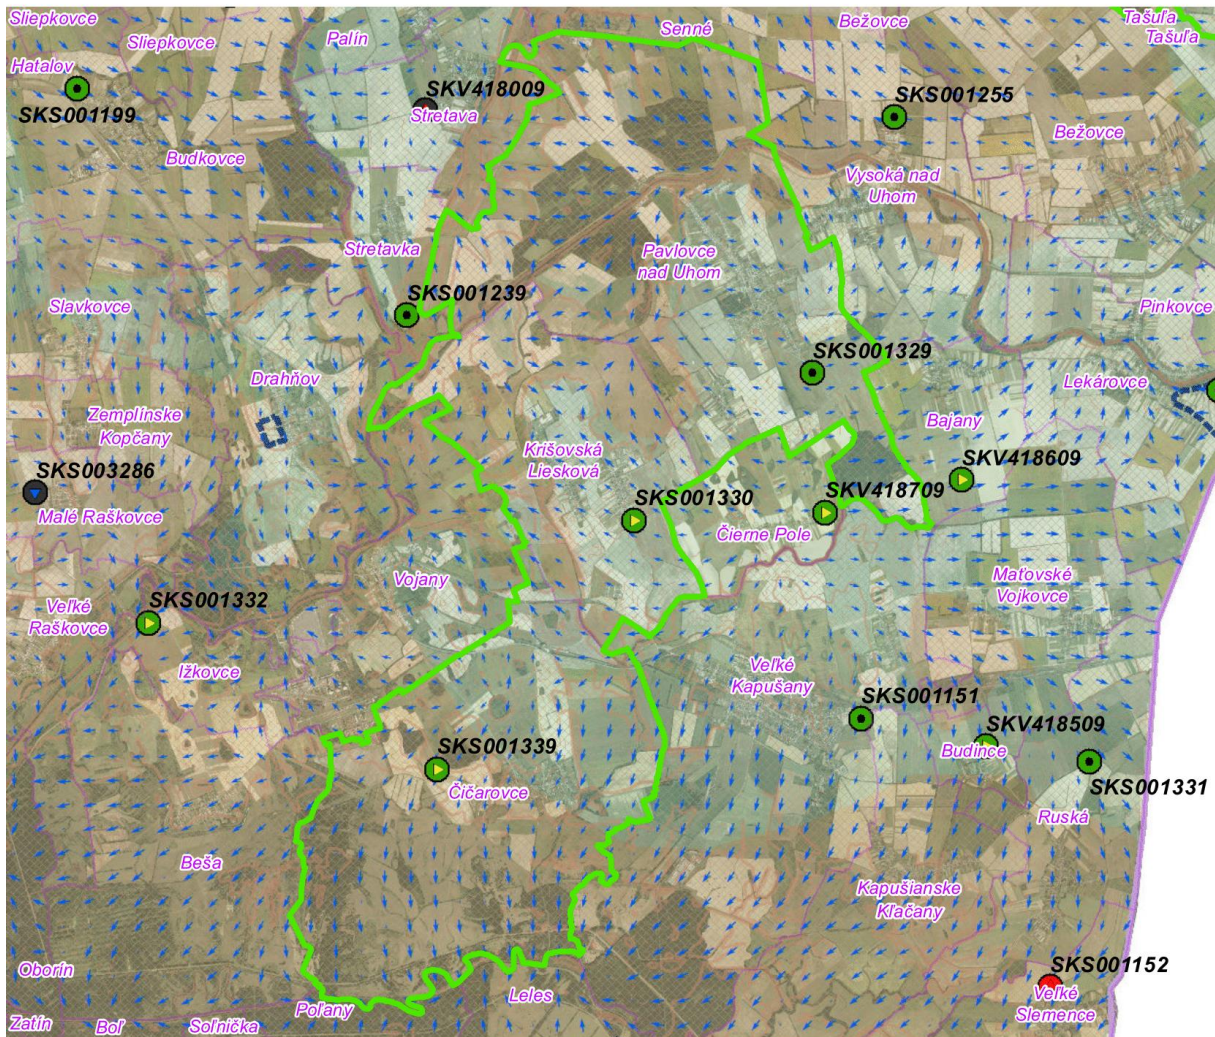 Sliepkovce
Sliepkovce
Palín
Senné
Bežovce
Tašuľa
Tašuľa
Hatalov
SKS001199
SKV418009
Stretava
SKS001255
Bežovce
Budkovce
Vysoká nad
Uhom
Stretavka
Pavlovce
nad Uhom
SKS001239
Slavkovce
Pinkovce
SKS001329
Drahňov
Lekárovce
Zemplínske
Kopčany
Bajany
Krišovská
Liesková
SKS003286
SKV418609
Malé Raškovce
SKS001330
SKV418709
Čierne Pole
Vojany
Maťovské
Vojkovce
Veľké
Raškovce
SKS001332
Ižkovce
Veľké
Kapušany
SKS001151
SKV418509
Budince
SKS001339
Čičarovce
SKS001331
Ruská
Beša
Kapušianske
Kľačany
Oborín
SKS001152
Veľké
Slemence
Leles
Poľany
Zatín
Boľ
Soľnička